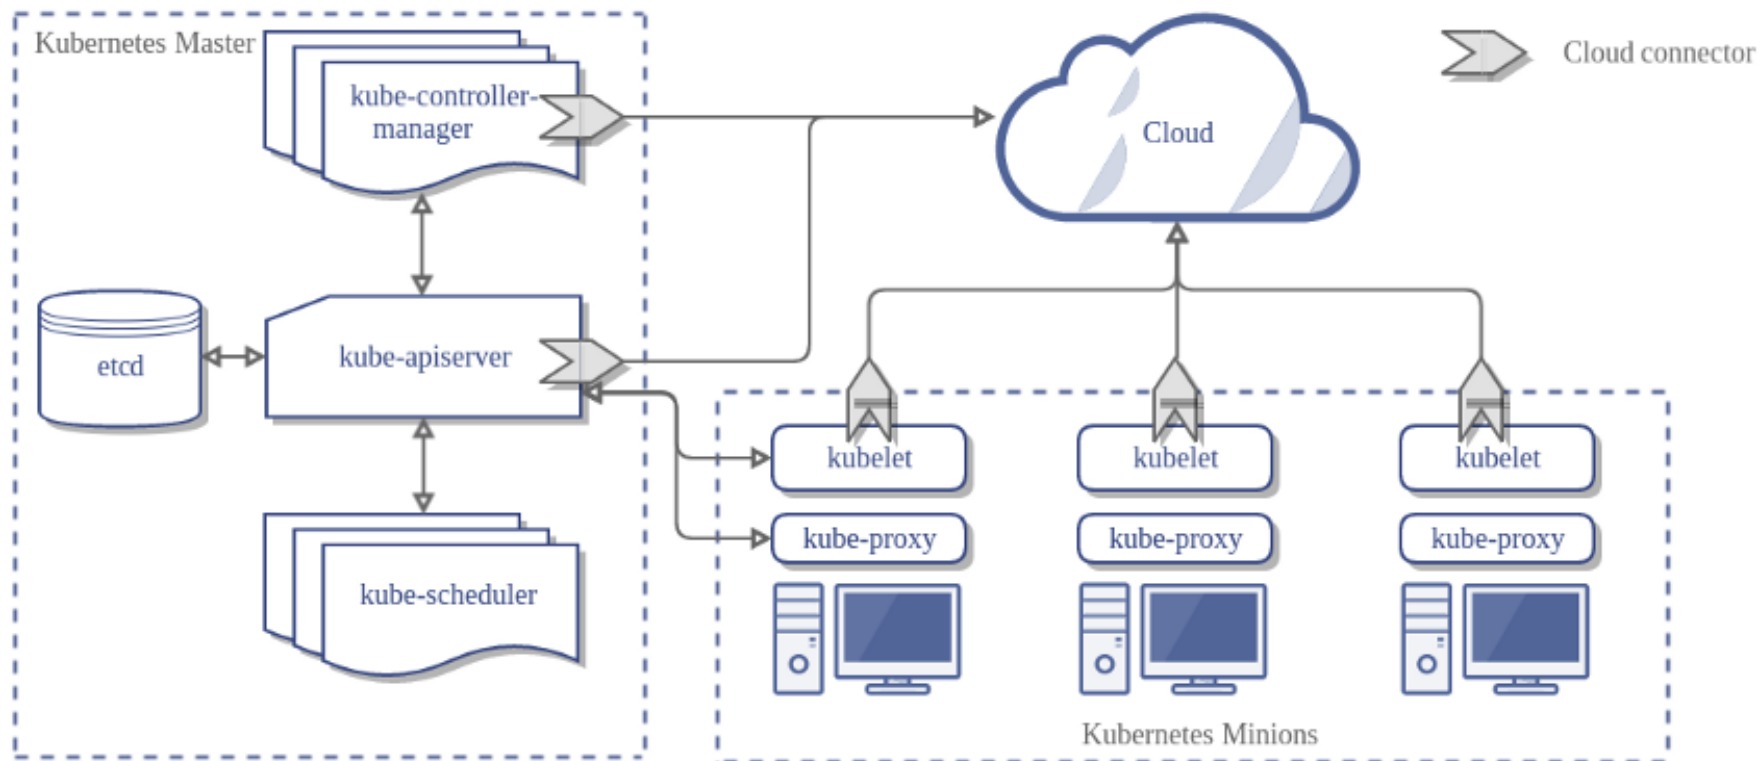 Kubernetes Master
kube-controller-
manager
Cloud
Cloud connector
etcd
kube-apiserver
kubelet
kubelet
kubelet
kube-proxy
kube-proxy
kube-proxy
kube-scheduler
Kubernetes Minions